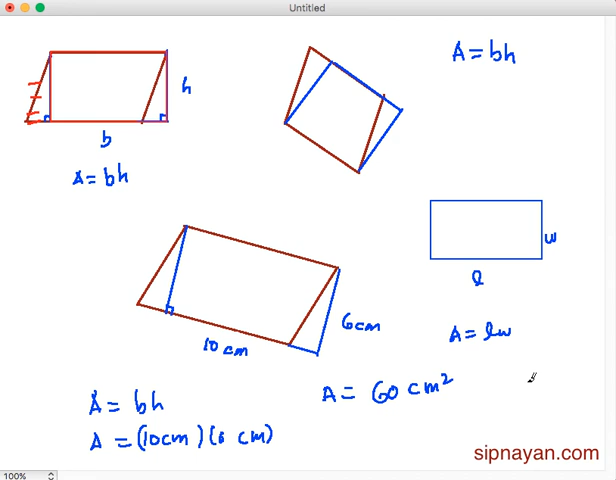 Untitled
A = bh
h
b
A = bh
w
l
A = lw
6cm
10 cm
A = 60 cm²
A = bh
A = (10cm)(6 cm)
sipnayan.com
100%